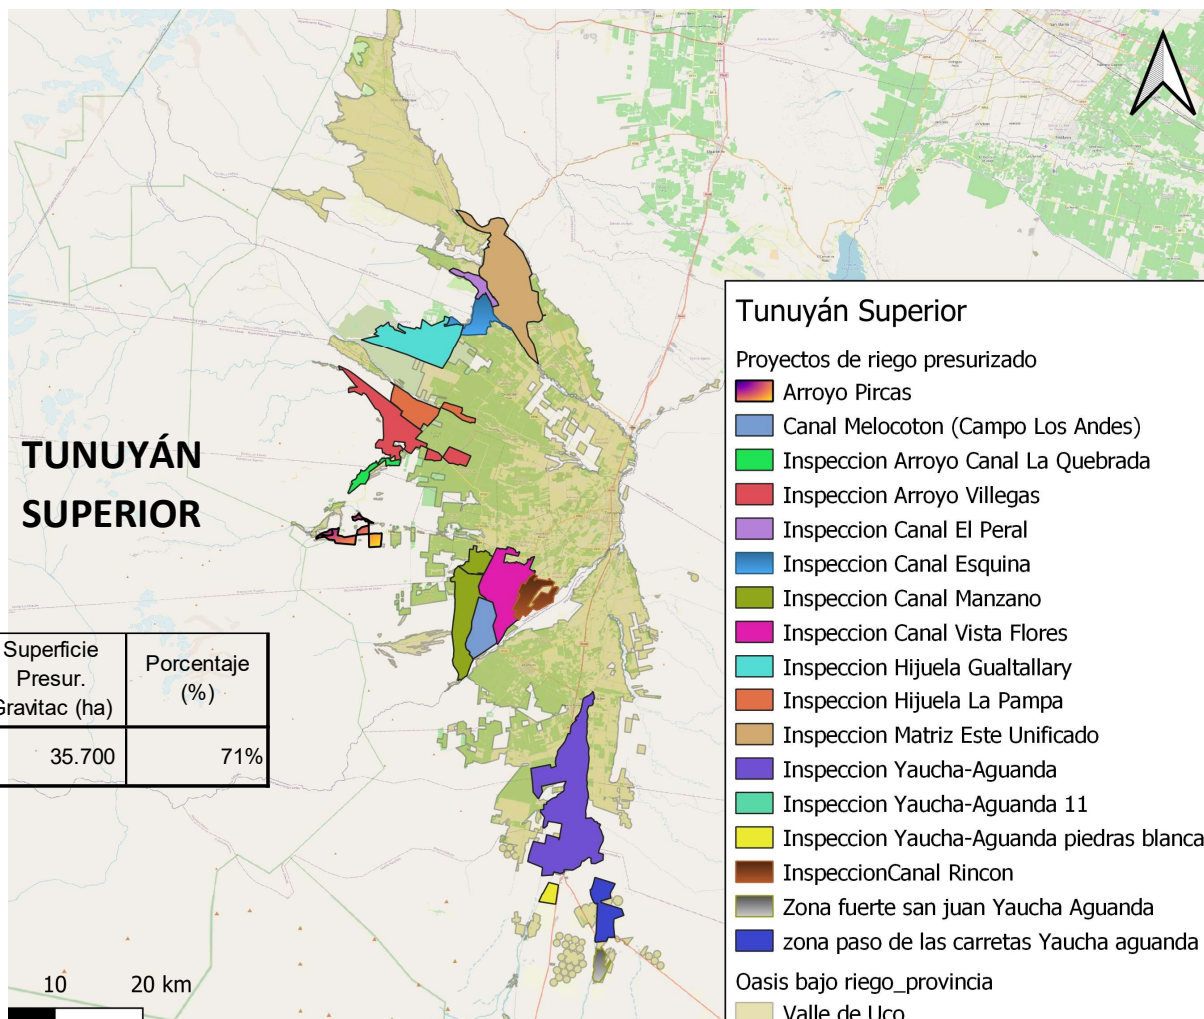 Tunuyán Superior
Proyectos de riego presurizado
Arroyo Pircas
Canal Melocoton (Campo Los Andes)
Inspeccion Arroyo Canal La Quebrada
Inspeccion Arroyo Villegas
Inspeccion Canal El Peral
Inspeccion Canal Esquina
Inspeccion Canal Manzano
Inspeccion Canal Vista Flores
Inspeccion Hijuela Gualtallary
Inspeccion Hijuela La Pampa
Inspeccion Matriz Este Unificado
Inspeccion Yaucha-Aguanda
Inspeccion Yaucha-Aguanda 11
Inspeccion Yaucha-Aguanda piedras blanca
InspeccionCanal Rincon
Zona fuerte san juan Yaucha Aguanda
zona paso de las carretas Yaucha aguanda
Oasis bajo riego_provincia
Valle de Uco
TUNUYÁN
SUPERIOR
Superficie
Presur.
Gravitac (ha)
Porcentaje
(%)
35.700
71%
10
20 km